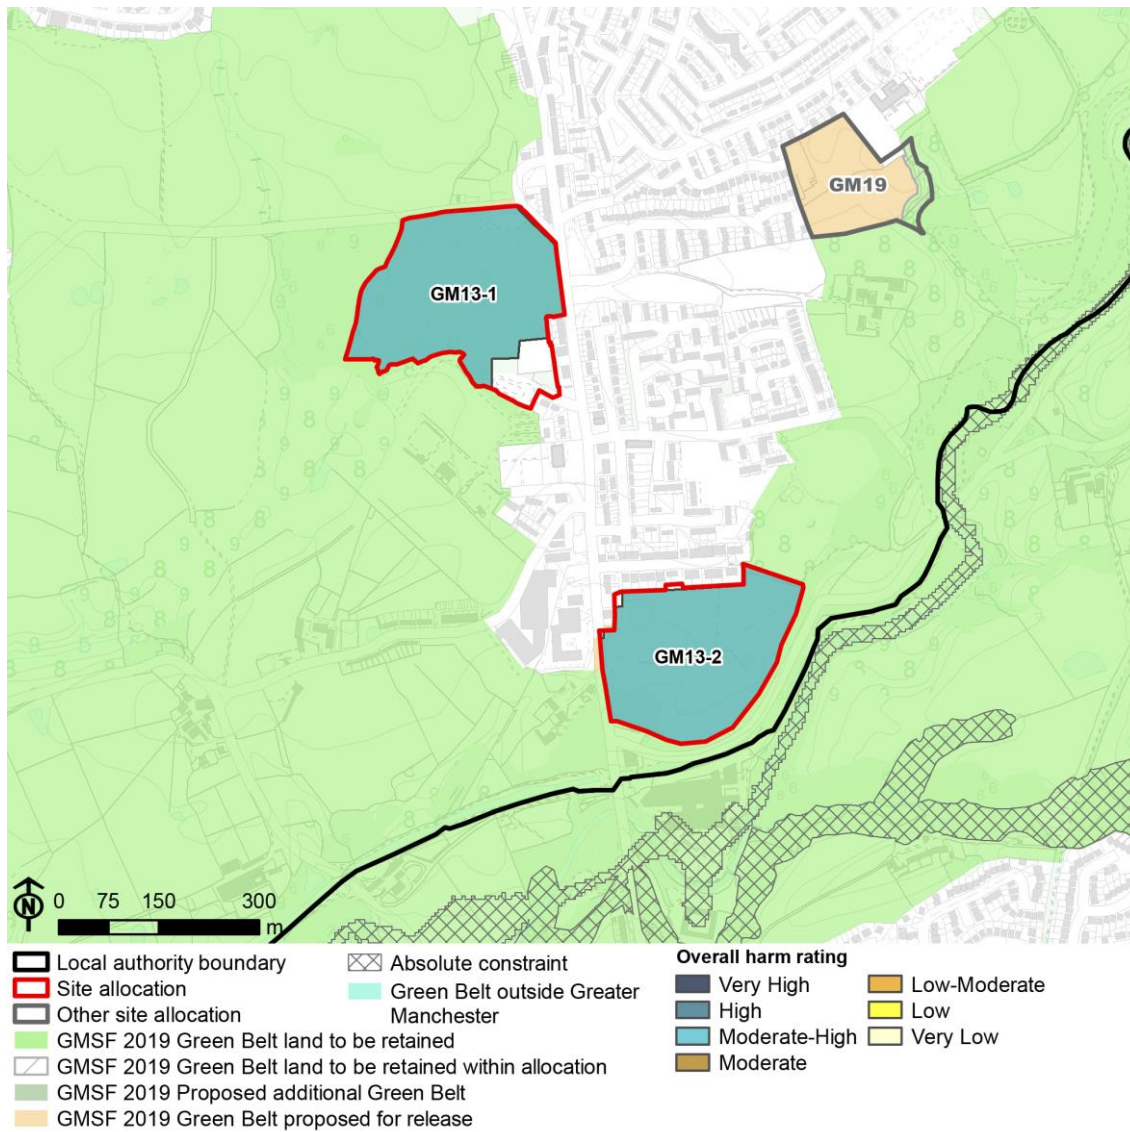 GM19
GM13-1
GM13-2
N
0 75 150 300
m
Local authority boundary
Site allocation
Other site allocation
GMSF 2019 Green Belt land to be retained
GMSF 2019 Green Belt land to be retained within allocation
GMSF 2019 Proposed additional Green Belt
GMSF 2019 Green Belt proposed for release
Absolute constraint
Green Belt outside Greater
Manchester
Overall harm rating
Very High
High
Moderate-High
Moderate
Low-Moderate
Low
Very Low